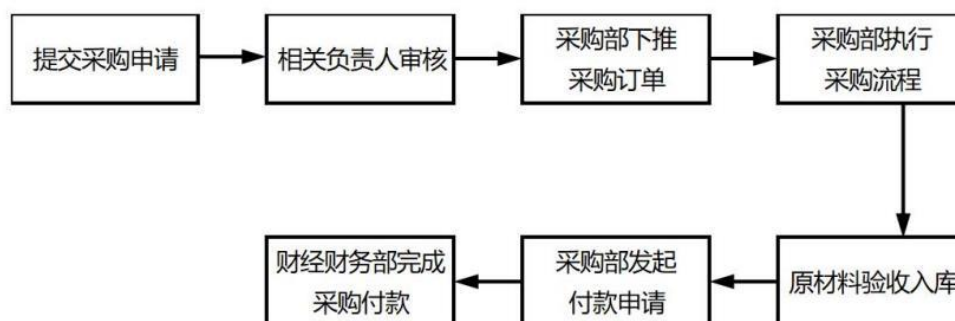 提交采购申请
相关负责人审核
采购部下推
采购订单
采购部执行
采购流程
原材料验收入库
采购部发起
付款申请
财经财务部完成
采购付款